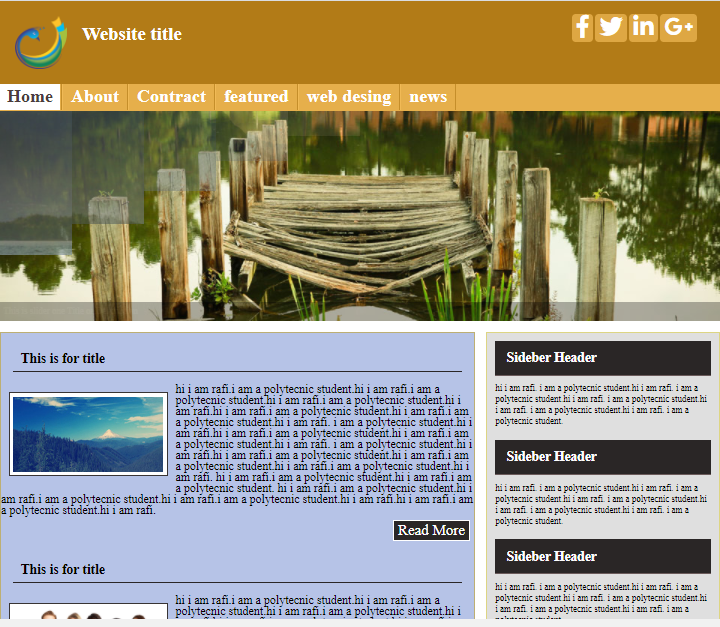 Website title
f in G+
Home About Contract featured web desing news
This is for title
hi i am rafi.i am a polytecnic student.hi i am rafi.i am a
polytecnic student.hi i am rafi.i am a polytecnic student.hi i
am rafi.hi i am rafi.i am a polytecnic student.hi i am rafi.i am
a polytecnic student.hi i am rafi. i am a polytecnic student.hi i
am rafi.hi i am rafi.i am a polytecnic student.hi i am rafi.i am
a polytecnic student.hi i am rafi. i am a polytecnic student.hi i
am rafi.hi i am rafi.i am a polytecnic student.hi i am rafi.i am
a polytecnic student.hi i am rafi.i am a polytecnic student.hi i am
rafi. hi i am rafi.i am a polytecnic student.hi i am rafi.i am
a polytecnic student. hi i am rafi.i am a polytecnic student.hi i
am rafi.i am a polytecnic student.hi i am rafi.i am a polytecnic student.hi i am rafi.hi i am rafi.i am
a polytecnic student.hi i am rafi.
Read More
This is for title
hi i am rafi.i am a polytecnic student.hi i am rafi.i am a
polytecnic student.hi i am rafi.i am a polytecnic student.hi i
Sideber Header
hi i am rafi. i am a polytecnic student.hi i am rafi. i am a
polytecnic student.hi i am rafi. i am a polytecnic student.hi
i am rafi. i am a polytecnic student.hi i am rafi. i am a
polytecnic student.
Sideber Header
hi i am rafi. i am a polytecnic student.hi i am rafi. i am a
polytecnic student.hi i am rafi. i am a polytecnic student.hi
i am rafi. i am a polytecnic student.hi i am rafi. i am a
polytecnic student.
Sideber Header
hi i am rafi. i am a polytecnic student.hi i am rafi. i am a
polytecnic student.hi i am rafi. i am a polytecnic student.hi
i am rafi. i am a polytecnic student.hi i am rafi. i am a